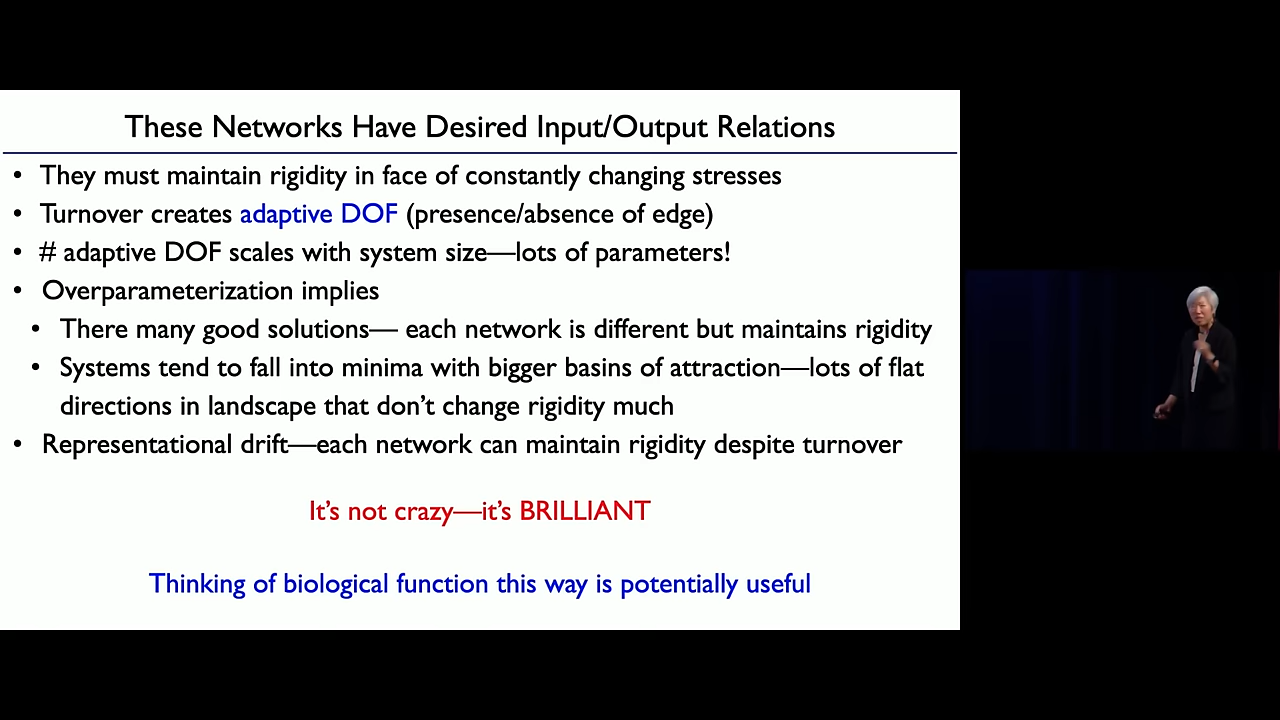 These Networks Have Desired Input/Output Relations
• They must maintain rigidity in face of constantly changing stresses
• Turnover creates adaptive DOF (presence/absence of edge)
• # adaptive DOF scales with system size—lots of parameters!
• Overparameterization implies
• There many good solutions— each network is different but maintains rigidity
• Systems tend to fall into minima with bigger basins of attraction—lots of flat
directions in landscape that don't change rigidity much
• Representational drift—each network can maintain rigidity despite turnover
It's not crazy—it's BRILLIANT
Thinking of biological function this way is potentially useful